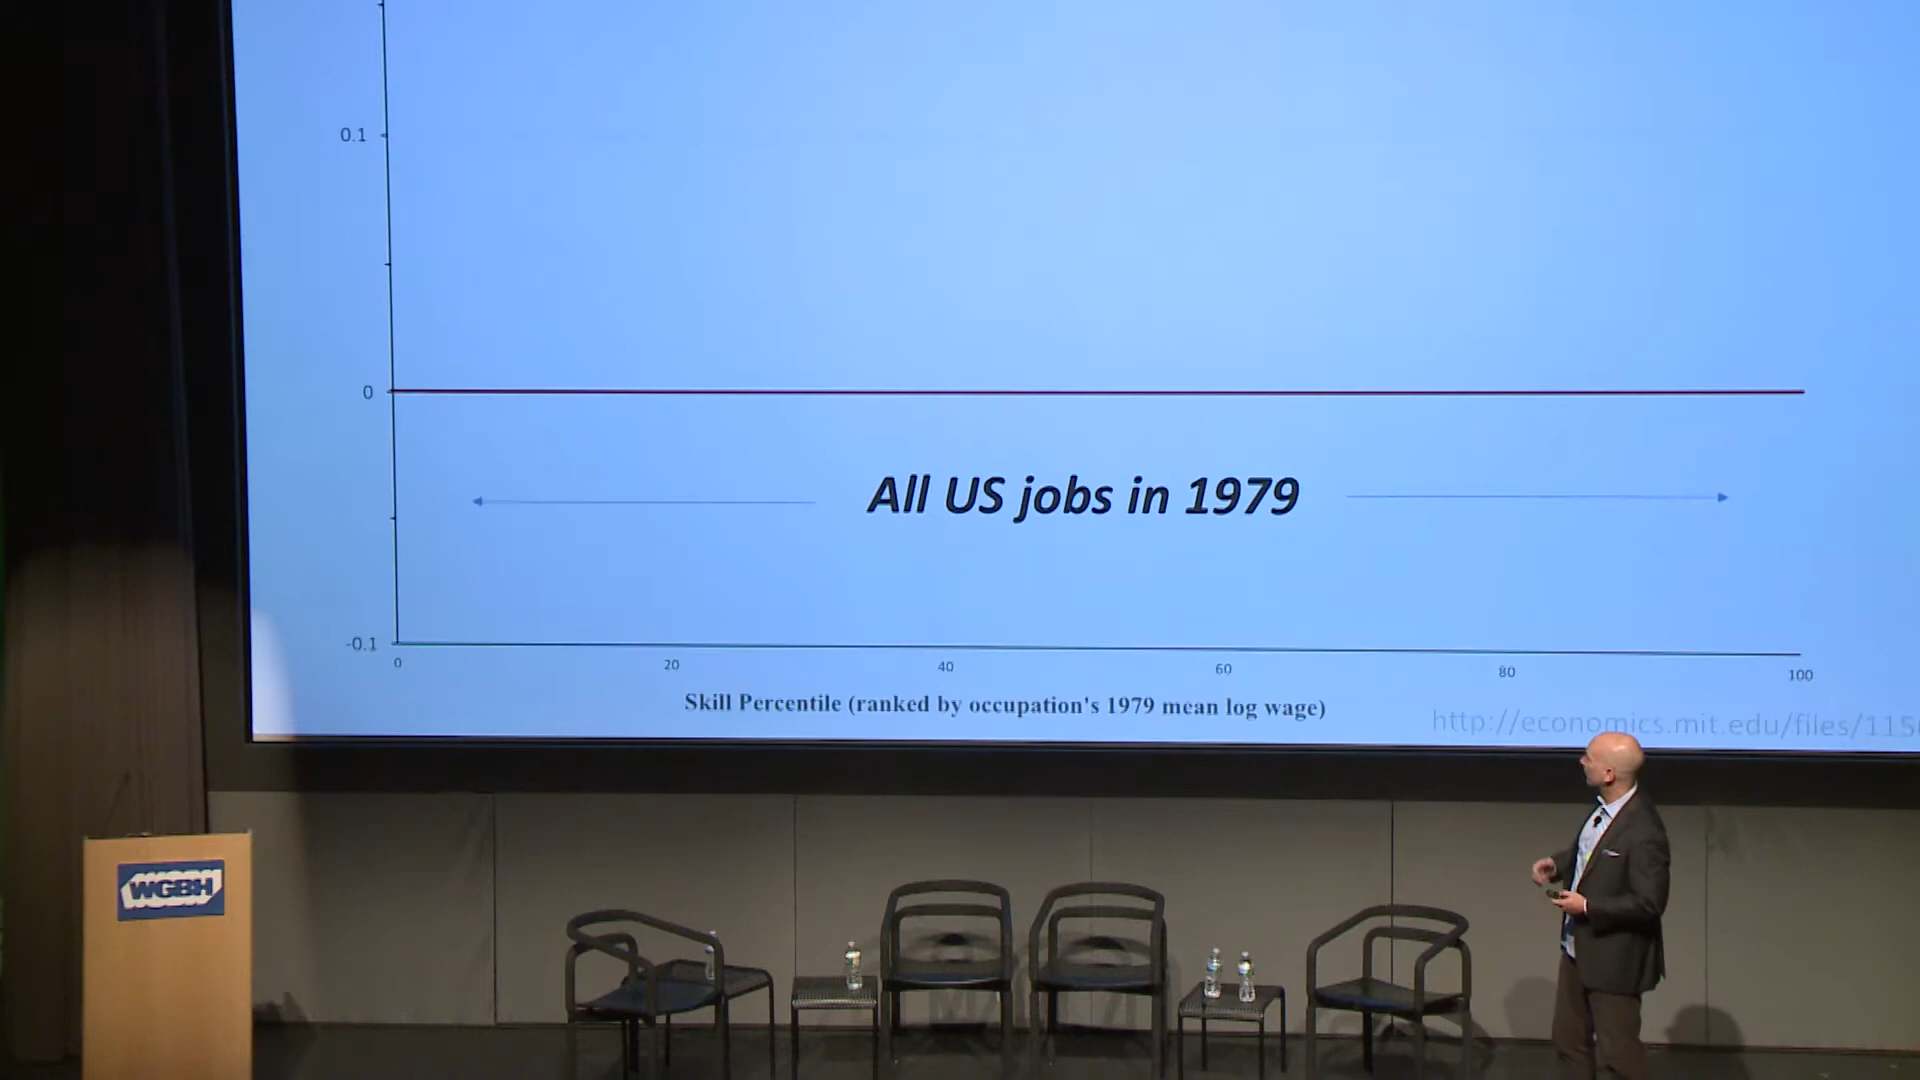 0.1
0
All US jobs in 1979
-0.1
0 20 40 60 80 100
Skill Percentile (ranked by occupation's 1979 mean log wage)
http://economics.mit.edu/files/115
WGBH